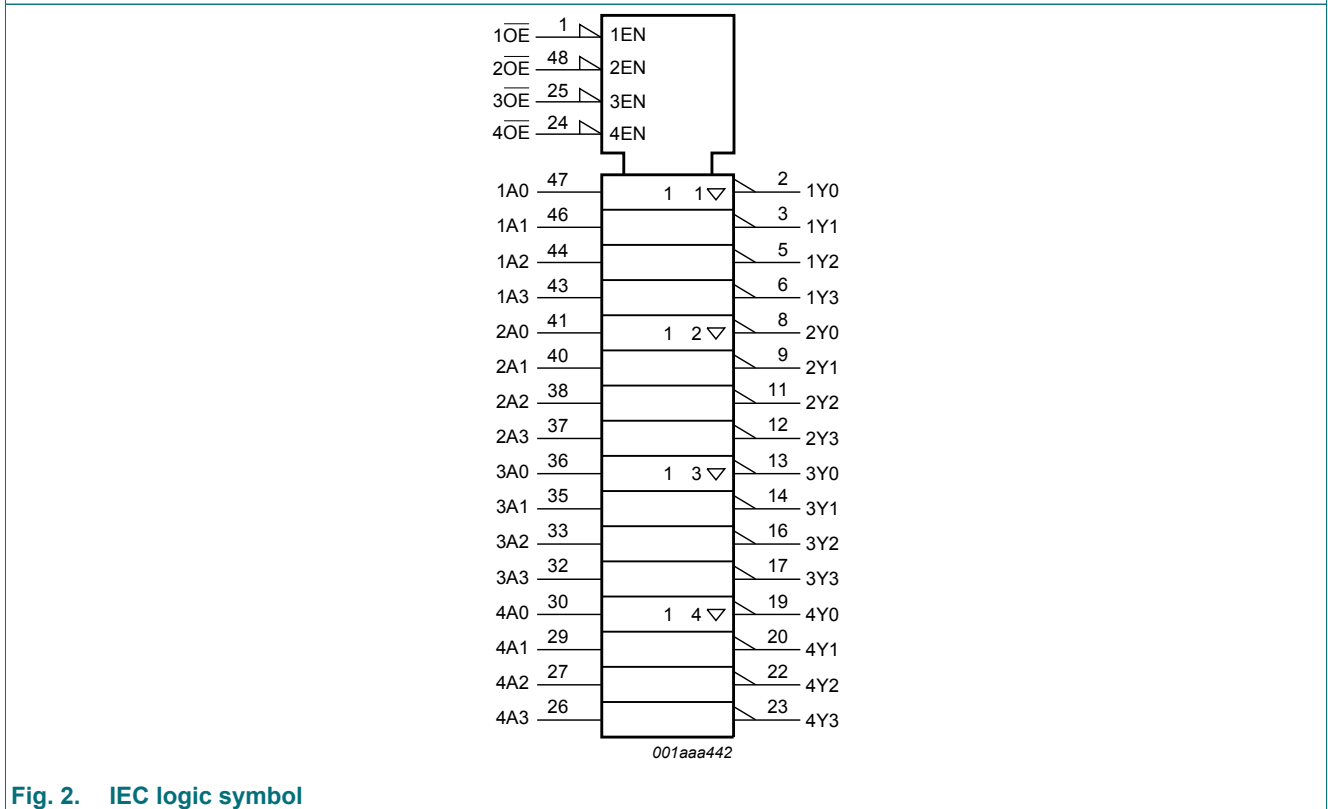 1O̅E̅ 1 1EN
2O̅E̅ 48 2EN
3O̅E̅ 25 3EN
4O̅E̅ 24 4EN
1A0 47 1 1 ▽ 2 1Y0
1A1 46 3 1Y1
1A2 44 5 1Y2
1A3 43 6 1Y3
2A0 41 1 2 ▽ 8 2Y0
2A1 40 9 2Y1
2A2 38 11 2Y2
2A3 37 12 2Y3
3A0 36 1 3 ▽ 13 3Y0
3A1 35 14 3Y1
3A2 33 16 3Y2
3A3 32 17 3Y3
4A0 30 1 4 ▽ 19 4Y0
4A1 29 20 4Y1
4A2 27 22 4Y2
4A3 26 23 4Y3
001aaa442
Fig. 2. IEC logic symbol